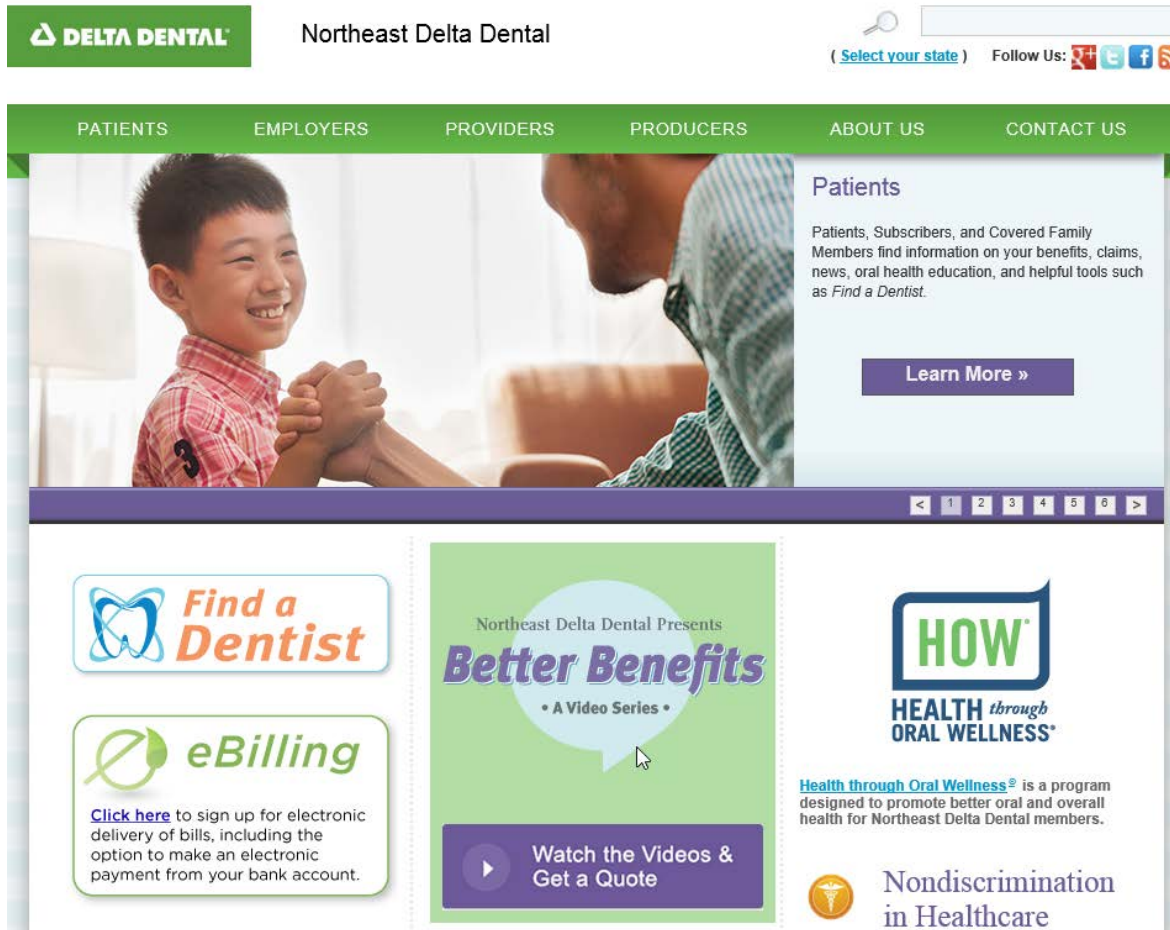 DELTA DENTAL®
Northeast Delta Dental
( Select your state )
Follow Us:
PATIENTS
EMPLOYERS
PROVIDERS
PRODUCERS
ABOUT US
CONTACT US
3
Patients
Patients, Subscribers, and Covered Family
Members find information on your benefits, claims,
news, oral health education, and helpful tools such
as Find a Dentist.
Learn More »
< 1 2 3 4 5 6 >
Find a
Dentist
eBilling
Click here to sign up for electronic
delivery of bills, including the
option to make an electronic
payment from your bank account.
Northeast Delta Dental Presents
Better Benefits
• A Video Series •
Watch the Videos &
Get a Quote
HOW®
HEALTH through
ORAL WELLNESS®
Health through Oral Wellness® is a program
designed to promote better oral and overall
health for Northeast Delta Dental members.
Nondiscrimination
in Healthcare